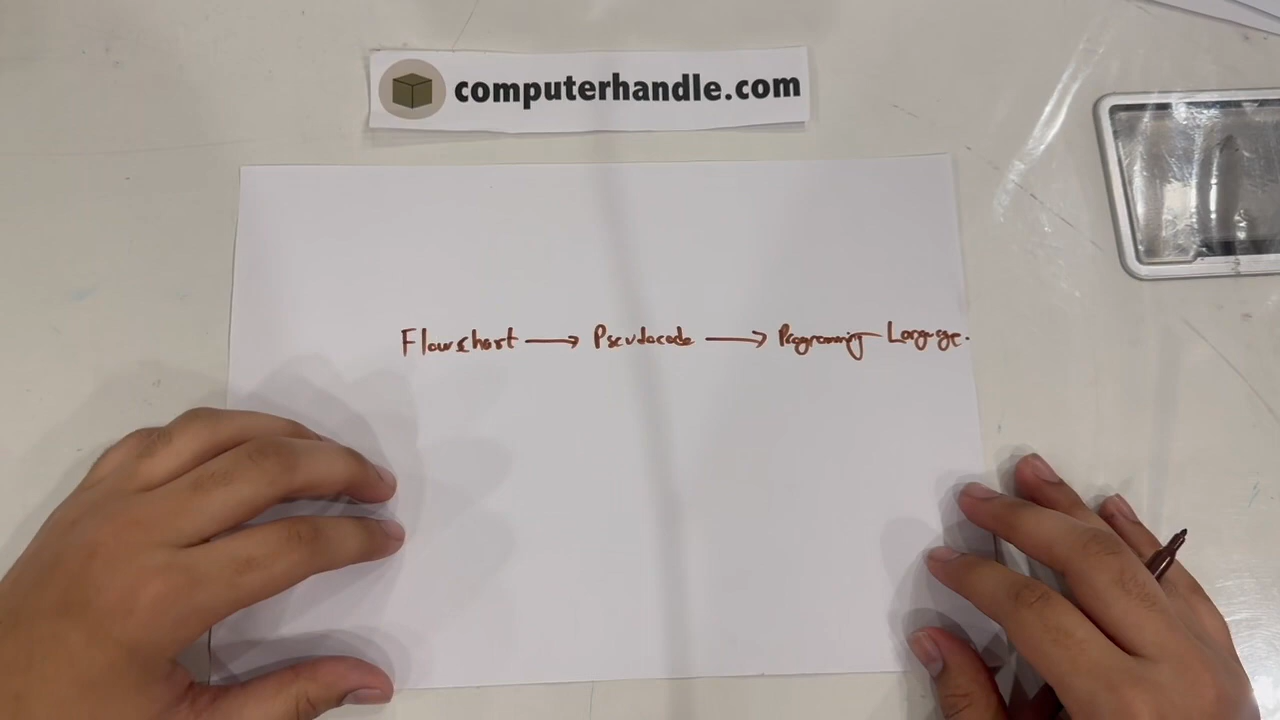 computerhandle.com
Flowchart → Pseudocode → Programming Language.